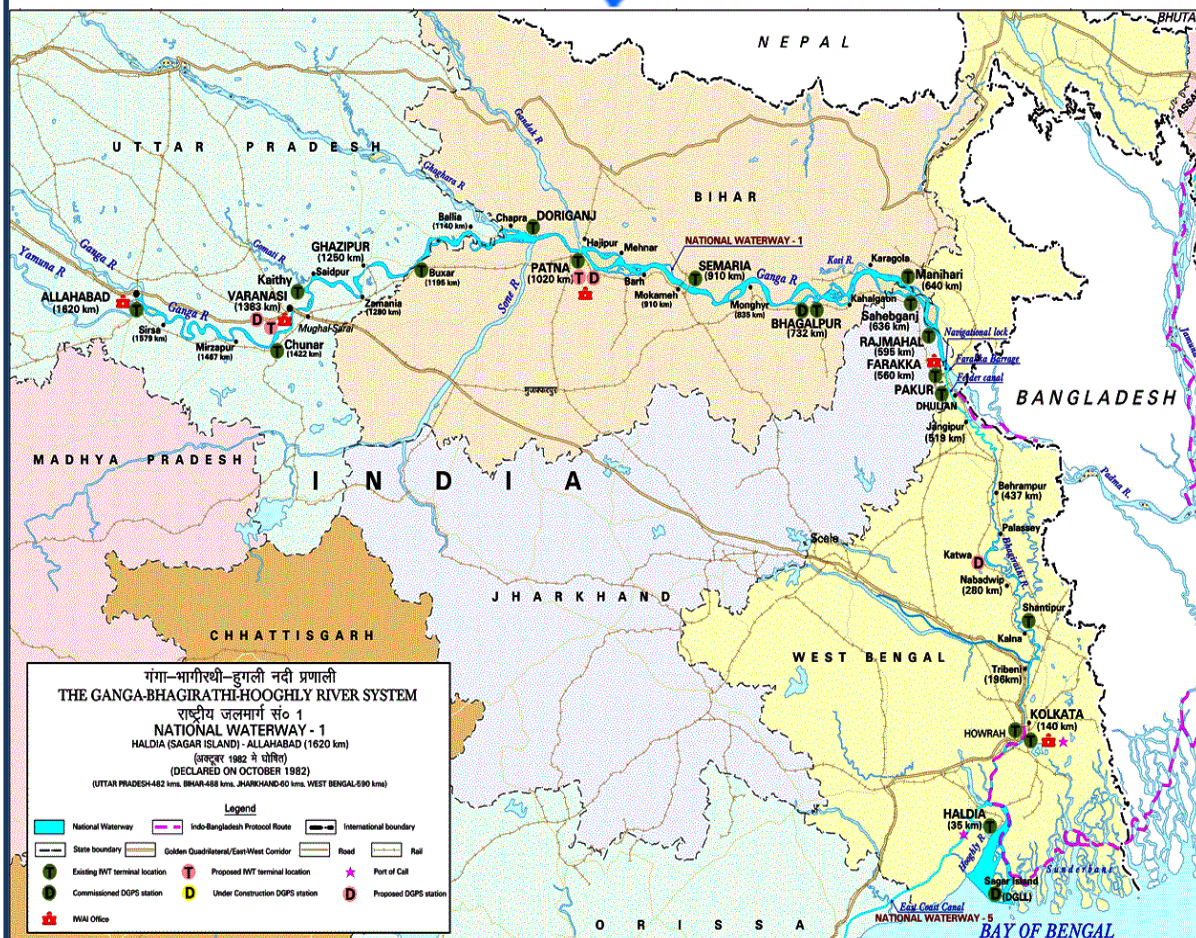 BHUTA
NEPAL
ASSA
UTTAR PRADESH
Gandak R
Ghaghara R
BIHAR
Ballia
(1140 km)
Chapra
DORIGANJ
Hajipur
Mehnar
NATIONAL WATERWAY - 1
GHAZIPUR
(1250 km)
Gomati R
Saidpur
Kaithy
Buxar
(1195 km)
PATNA
(1020 km)
T
D
Barh
SEMARIA
(910 km)
Mokameh
(910 km)
Ganga R
Monghyr
(835 km)
Kosi R.
Karagola
Manihari
(640 km)
Yamuna R
Ganga R
ALLAHABAD
(1620 km)
VARANASI
(1383 km)
Zamania
(1280 km)
Sone R
Kahalgaon
Sahebganj
(636 km)
BHAGALPUR
(732 km)
Ganga R
Sirsa
(1579 km)
Mughal-Sarai
Mirzapur
(1467 km)
Chunar
(1422 km)
RAJMAHAL
(595 km)
Navigational lock
FARAKKA
(560 km)
Farakka Barrage
Feeder canal
PAKUR
DHULIAN
Jangipur
(519 km)
BANGLADESH
Jamuna
MADHYA PRADESH
INDIA
Padma R.
Behrampur
(437 km)
Palassey
Scale
Katwa
Bhagirathi R.
Nabadwip
(280 km)
JHARKHAND
Shantipur
Kalna
CHHATTISGARH
WEST BENGAL
Tribeni
(196km)
KOLKATA
(140 km)
HOWRAH
HALDIA
(35 km)
Hooghly R
Sagar Island
(DGLL)
Sunderbans
East Coast Canal
NATIONAL WATERWAY - 5
ORISSA
BAY OF BENGAL
गंगा–भागीरथी–हुगली नदी प्रणाली
THE GANGA-BHAGIRATHI-HOOGHLY RIVER SYSTEM
राष्ट्रीय जलमार्ग सं० 1
NATIONAL WATERWAY - 1
HALDIA (SAGAR ISLAND) - ALLAHABAD (1620 km)
(अक्टूबर 1982 मे घोषित)
(DECLARED ON OCTOBER 1982)
(UTTAR PRADESH-482 kms. BIHAR-488 kms. JHARKHAND-60 kms. WEST BENGAL-590 kms)
Legend
National Waterway
Indo-Bangladesh Protocol Route
International boundary
State boundary
Golden Quadrilateral/East-West Corridor
Road
Rail
T Existing IWT terminal location
T Proposed IWT terminal location
Port of Call
D Commissioned DGPS station
D Under Construction DGPS station
D Proposed DGPS station
IWAI Office